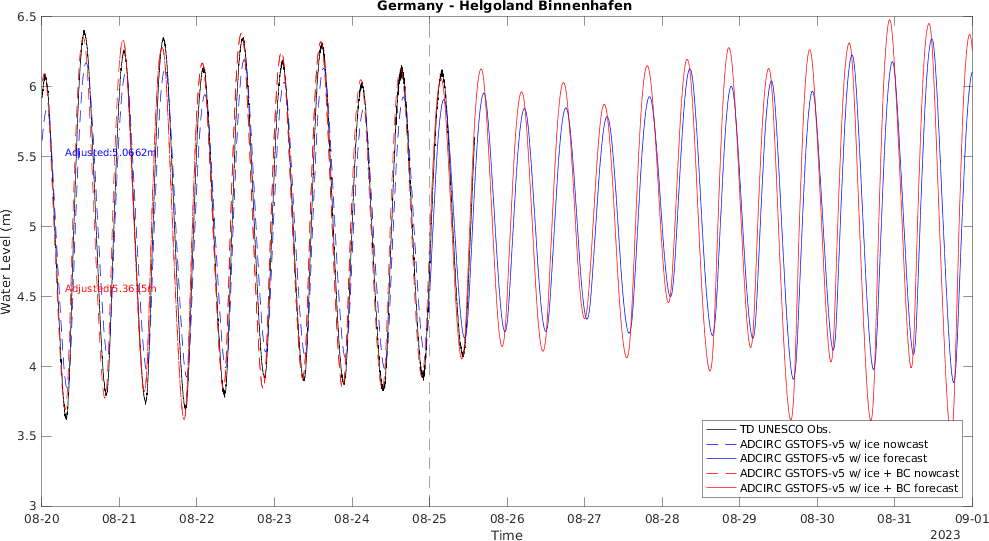 Germany - Helgoland Binnenhafen
6.5
6
5.5
5
4.5
4
3.5
3
Water Level (m)
Adjusted:5.0662m
Adjusted:5.3615m
TD UNESCO Obs.
ADCIRC GSTOFS-v5 w/ ice nowcast
ADCIRC GSTOFS-v5 w/ ice forecast
ADCIRC GSTOFS-v5 w/ ice + BC nowcast
ADCIRC GSTOFS-v5 w/ ice + BC forecast
08-20 08-21 08-22 08-23 08-24 08-25 08-26 08-27 08-28 08-29 08-30 08-31 09-01
Time
2023